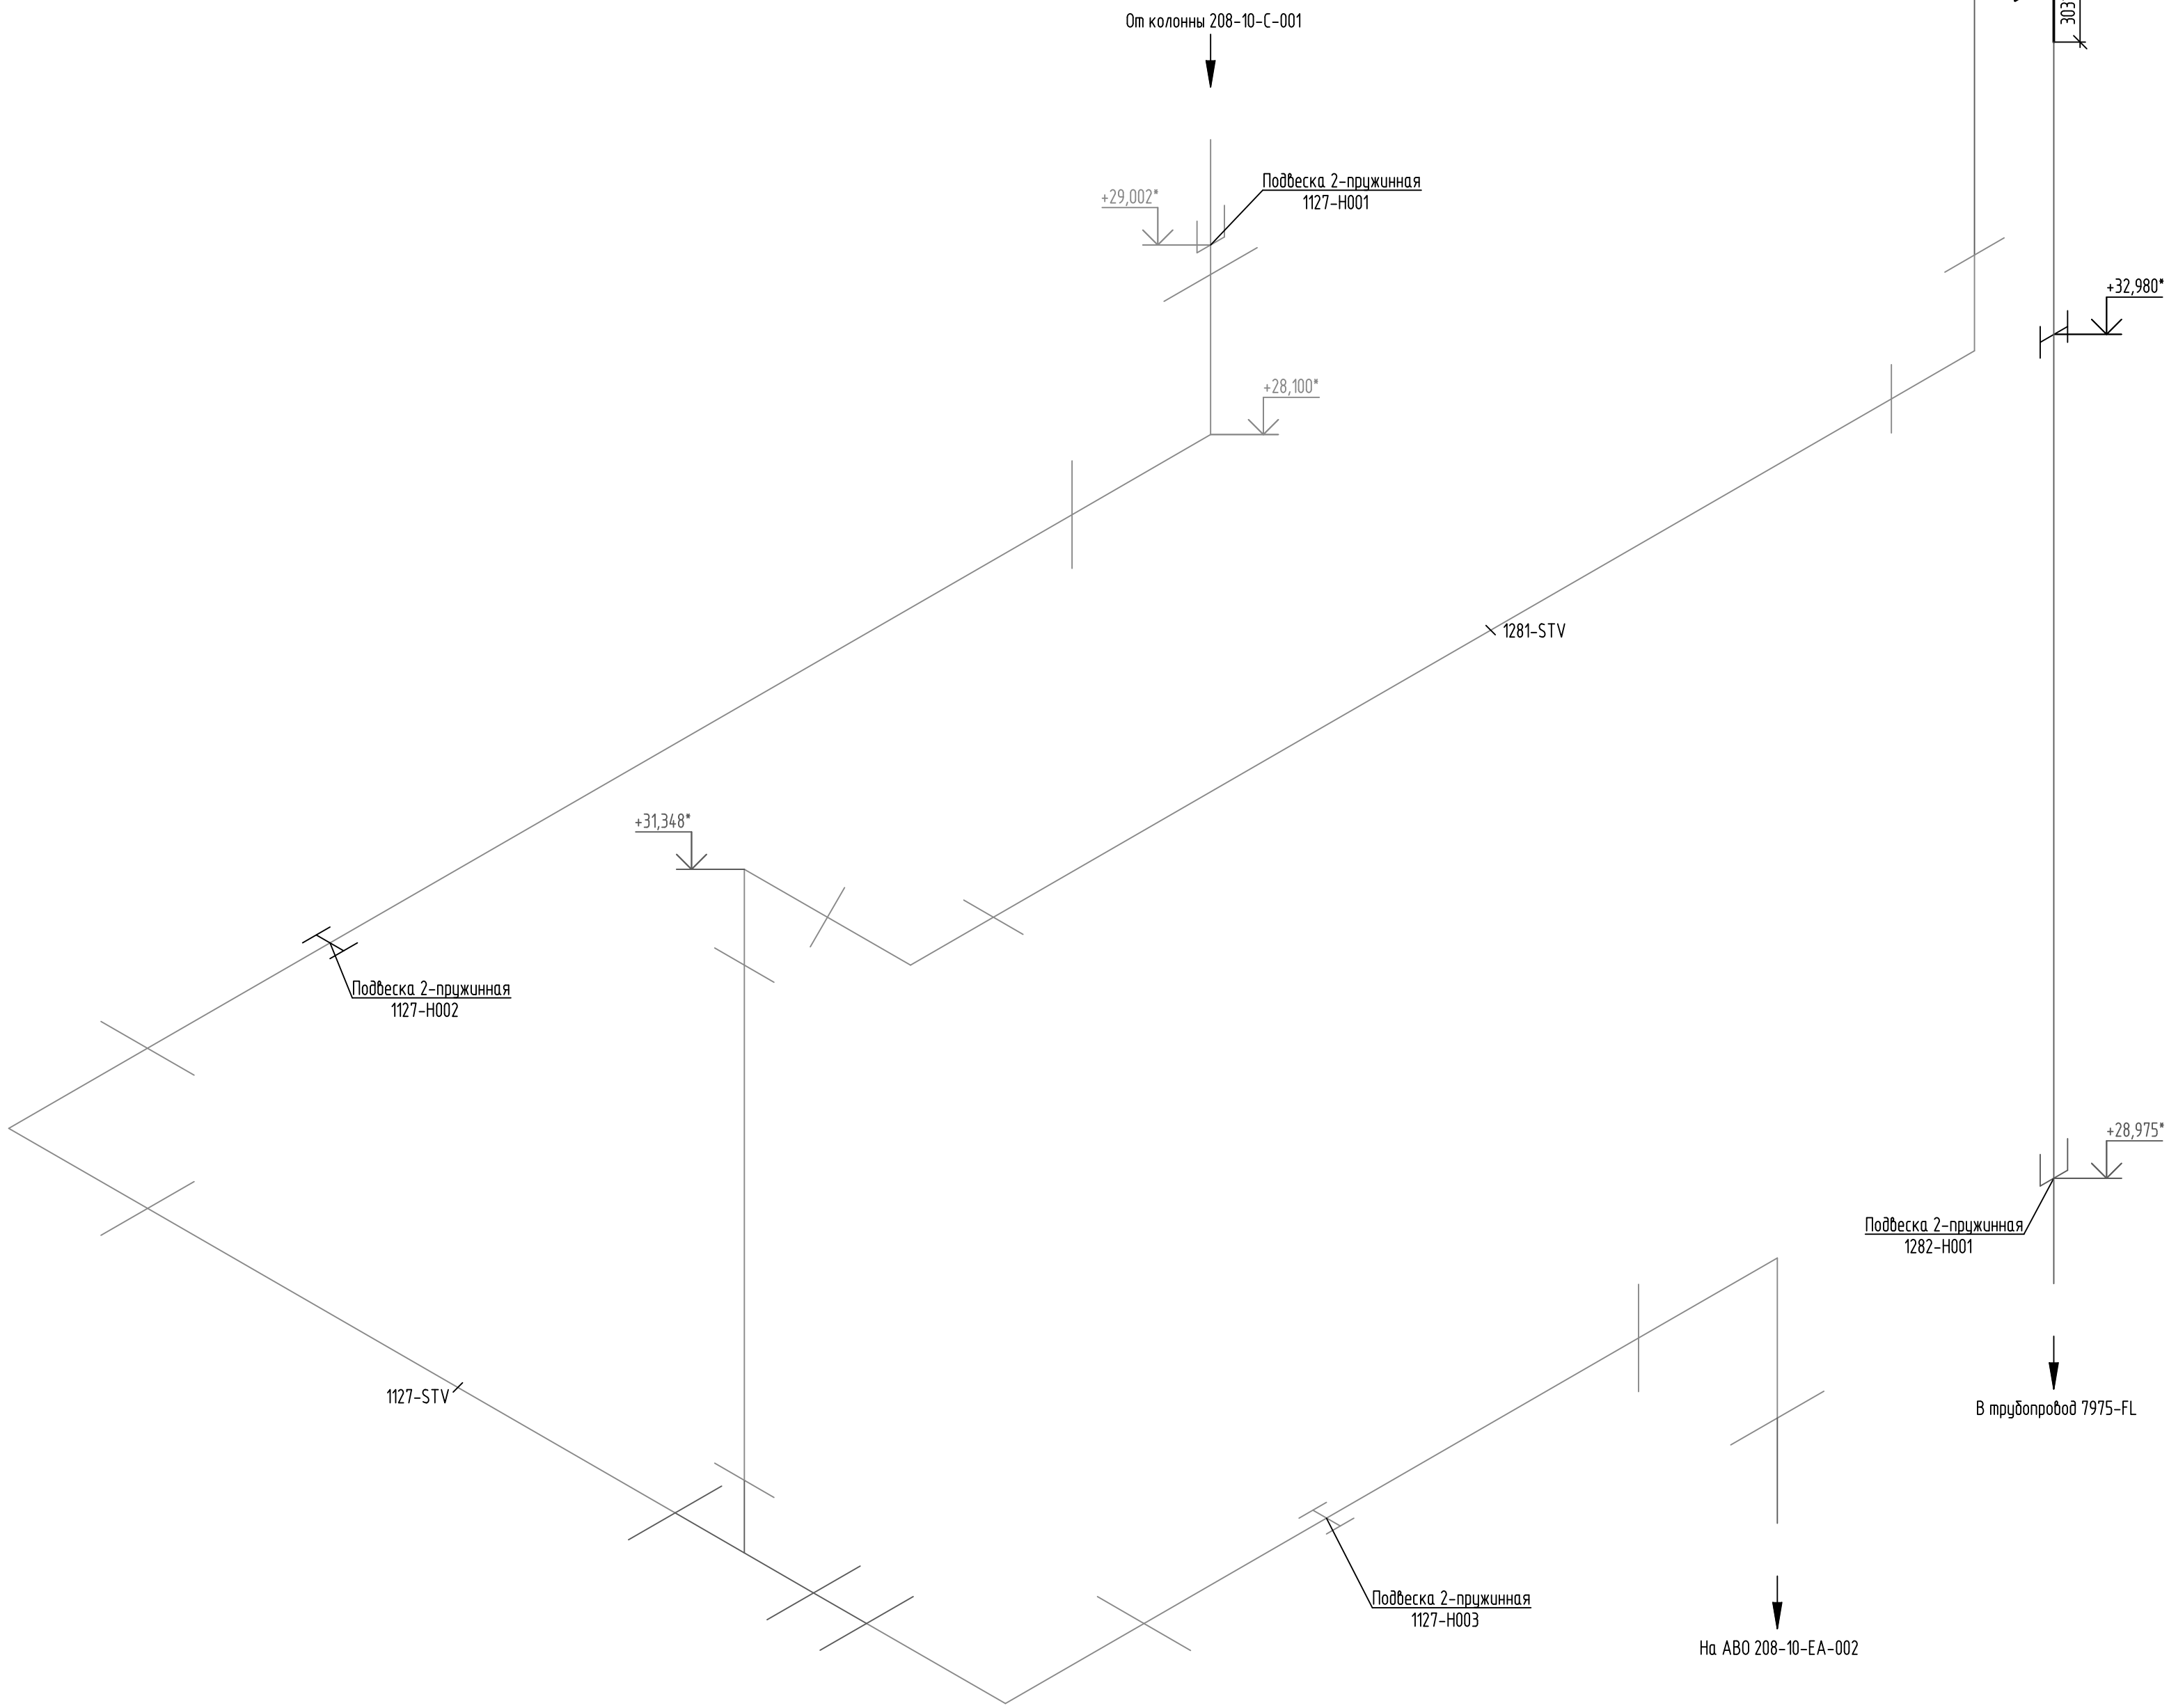 От колонны 208-10-С-001
303
+29,002*
Подвеска 2-пружинная
1127-Н001
+32,980*
+28,100*
1281-STV
+31,348*
Подвеска 2-пружинная
1127-Н002
+28,975*
Подвеска 2-пружинная
1282-Н001
1127-STV
В трубопровод 7975-FL
Подвеска 2-пружинная
1127-Н003
На АВО 208-10-ЕА-002